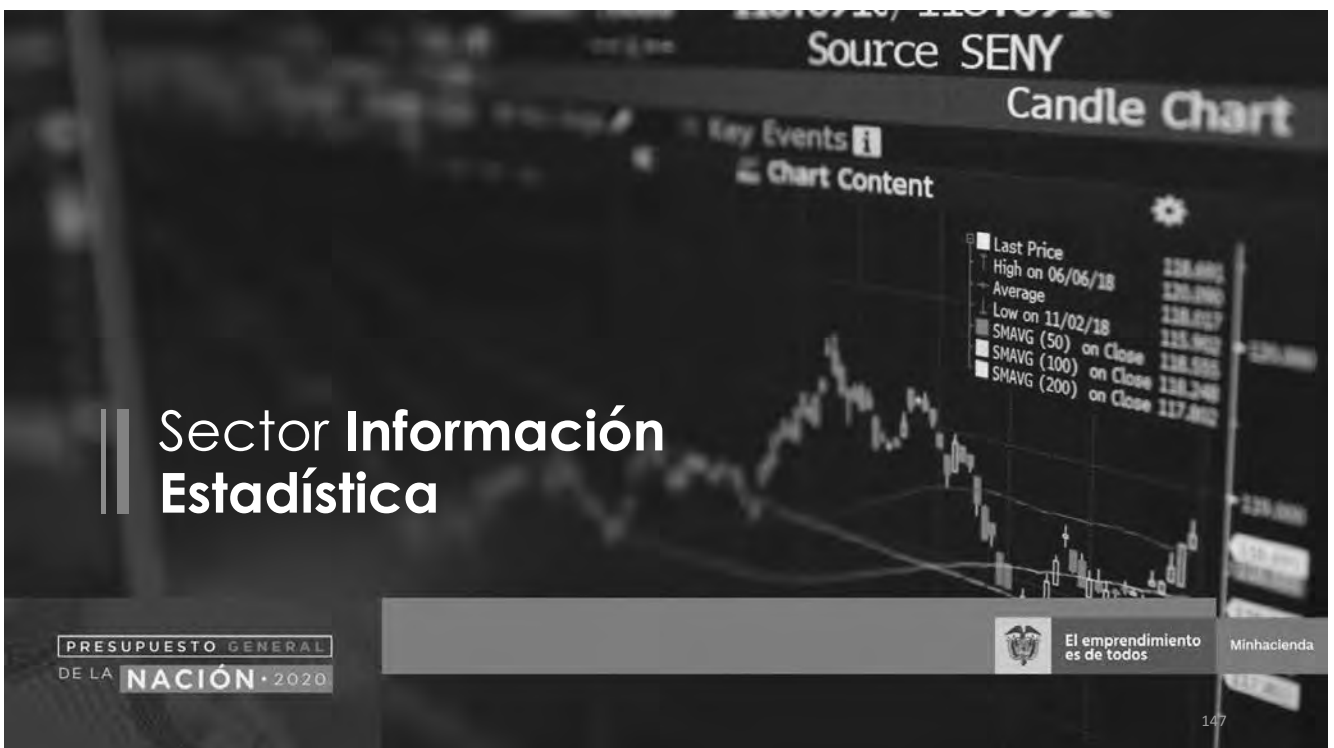 Source SENY
Candle Chart
Key Events i
Chart Content
Last Price
High on 06/06/18
Average
Low on 11/02/18
SMAVG (50) on Close
SMAVG (100) on Close
SMAVG (200) on Close 117.802
Sector Información
Estadística
PRESUPUESTO GENERAL
DE LA NACIÓN • 2020
El emprendimiento
es de todos
Minhacienda
147